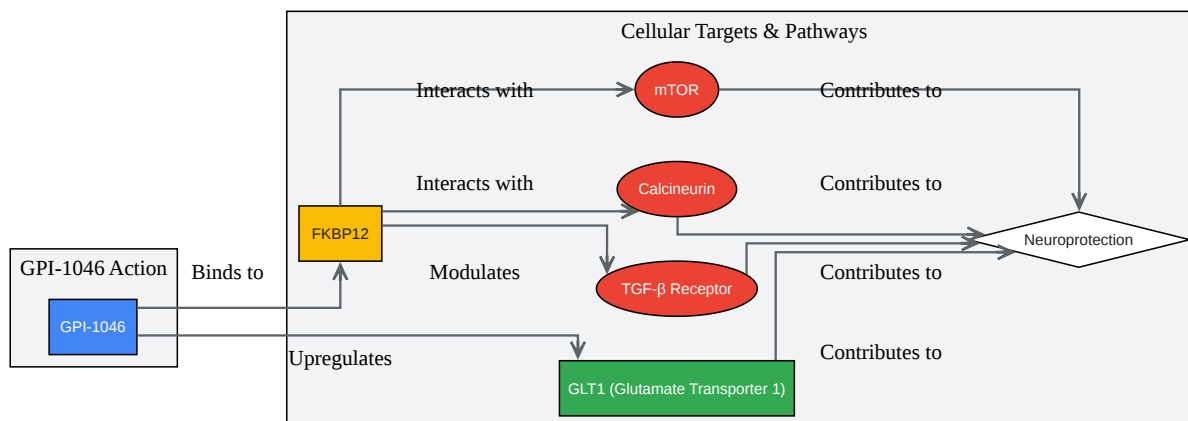 Cellular Targets & Pathways
Interacts with
mTOR
Contributes to
Interacts with
Calcineurin
Contributes to
FKBP12
Neuroprotection
GPI-1046 Action
Binds to
Modulates
TGF-β Receptor
Contributes to
GPI-1046
Upregulates
GLT1 (Glutamate Transporter 1)
Contributes to